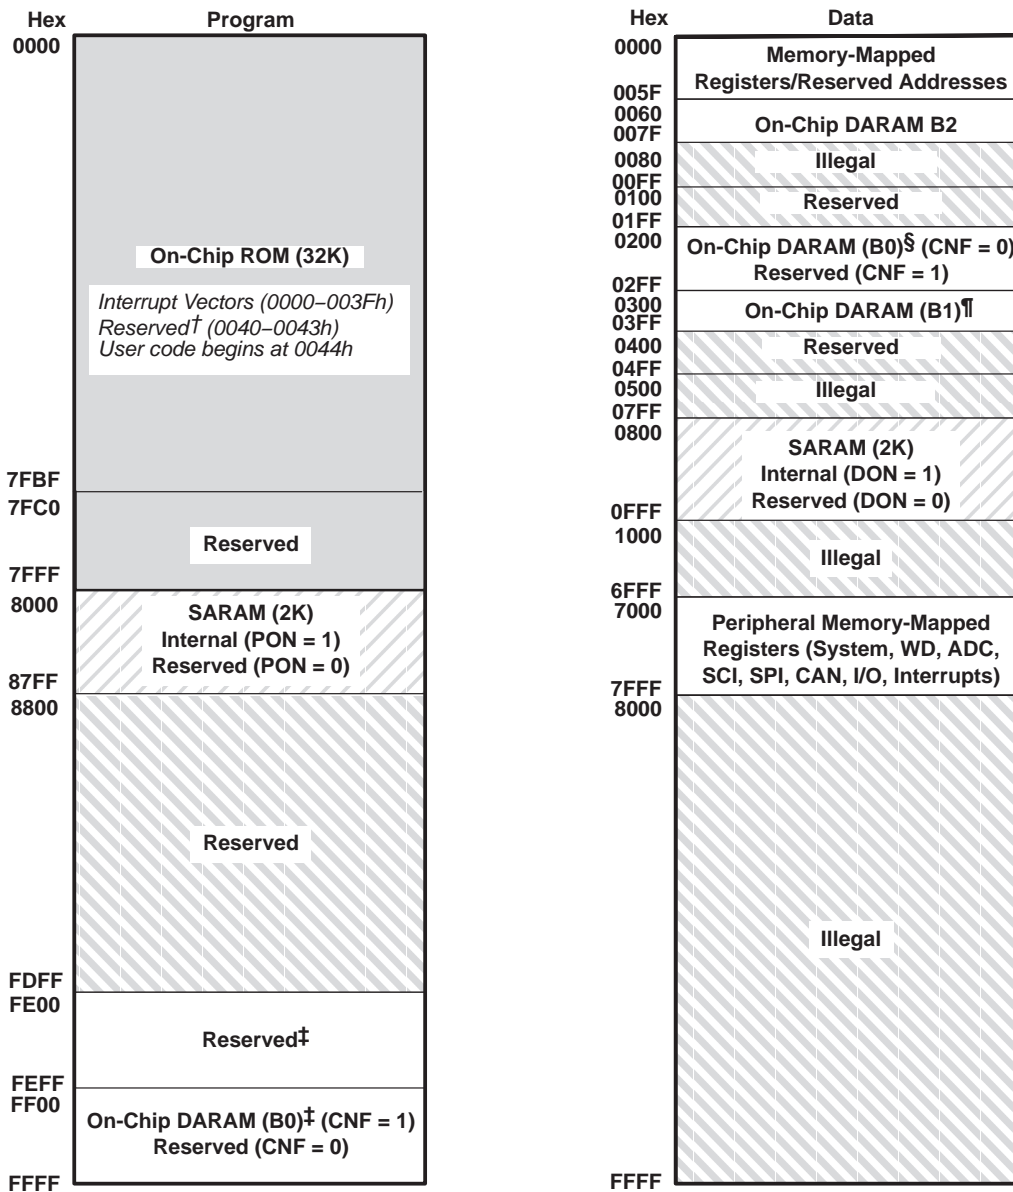 Hex Program
0000
On-Chip ROM (32K)
Interrupt Vectors (0000–003Fh)
Reserved† (0040–0043h)
User code begins at 0044h
7FBF
7FC0
Reserved
7FFF
8000
SARAM (2K)
Internal (PON = 1)
Reserved (PON = 0)
87FF
8800
Reserved
FDFF
FE00
Reserved‡
FEFF
FF00
On-Chip DARAM (B0)‡ (CNF = 1)
Reserved (CNF = 0)
FFFF
Hex Data
0000
Memory-Mapped
Registers/Reserved Addresses
005F
0060
On-Chip DARAM B2
007F
0080
Illegal
00FF
0100
Reserved
01FF
0200
On-Chip DARAM (B0)§ (CNF = 0)
Reserved (CNF = 1)
02FF
0300
On-Chip DARAM (B1)¶
03FF
0400
Reserved
04FF
0500
Illegal
07FF
0800
SARAM (2K)
Internal (DON = 1)
Reserved (DON = 0)
0FFF
1000
Illegal
6FFF
7000
Peripheral Memory-Mapped
Registers (System, WD, ADC,
SCI, SPI, CAN, I/O, Interrupts)
7FFF
8000
Illegal
FFFF